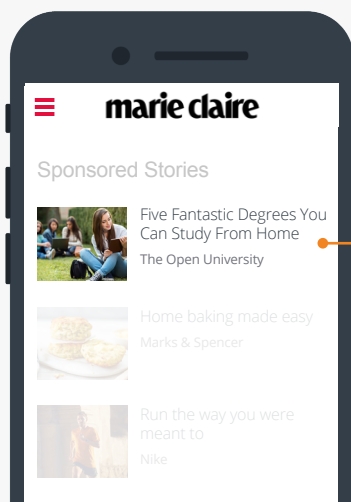 marie claire
Sponsored Stories
Five Fantastic Degrees You
Can Study From Home
The Open University
Home baking made easy
Marks & Spencer
Run the way you were
meant to
Nike